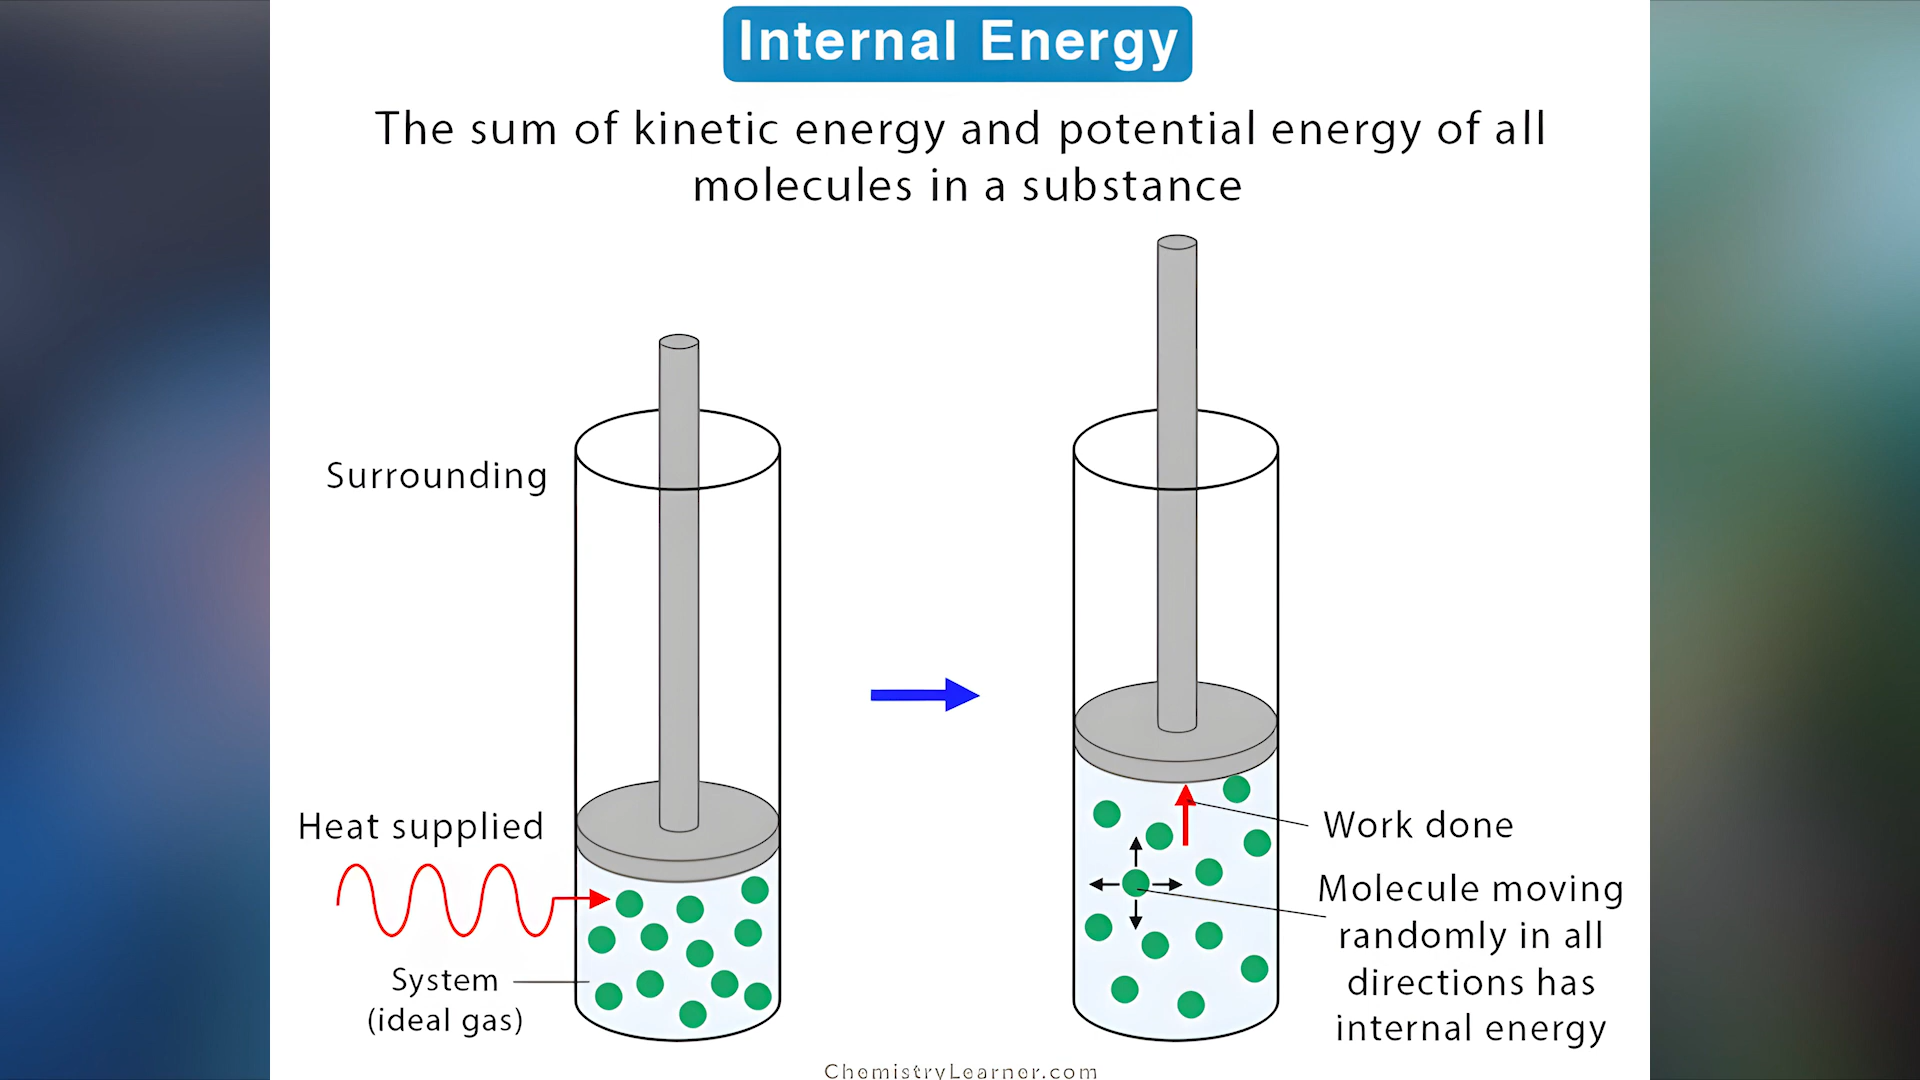 Internal Energy
The sum of kinetic energy and potential energy of all
molecules in a substance
Surrounding
Heat supplied
System
(ideal gas)
Work done
Molecule moving
randomly in all
directions has
internal energy
ChemistryLearner.com